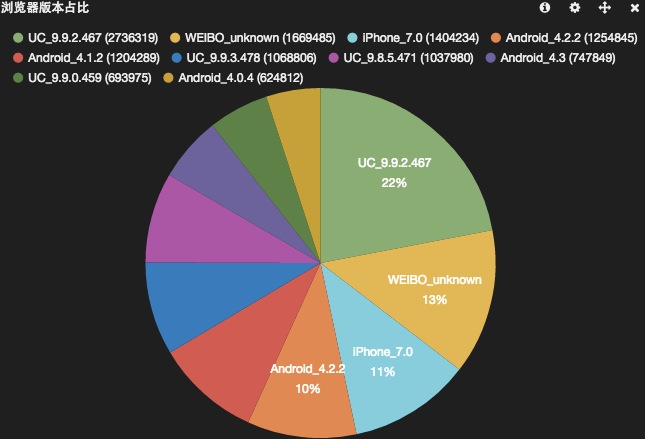 浏览器版本占比
UC_9.9.2.467 (2736319) WEIBO_unknown (1669485) iPhone_7.0 (1404234) Android_4.2.2 (1254845)
Android_4.1.2 (1204289) UC_9.9.3.478 (1068806) UC_9.8.5.471 (1037980) Android_4.3 (747849)
UC_9.9.0.459 (693975) Android_4.0.4 (624812)
UC_9.9.2.467
22%
WEIBO_unknown
13%
iPhone_7.0
11%
Android_4.2.2
10%